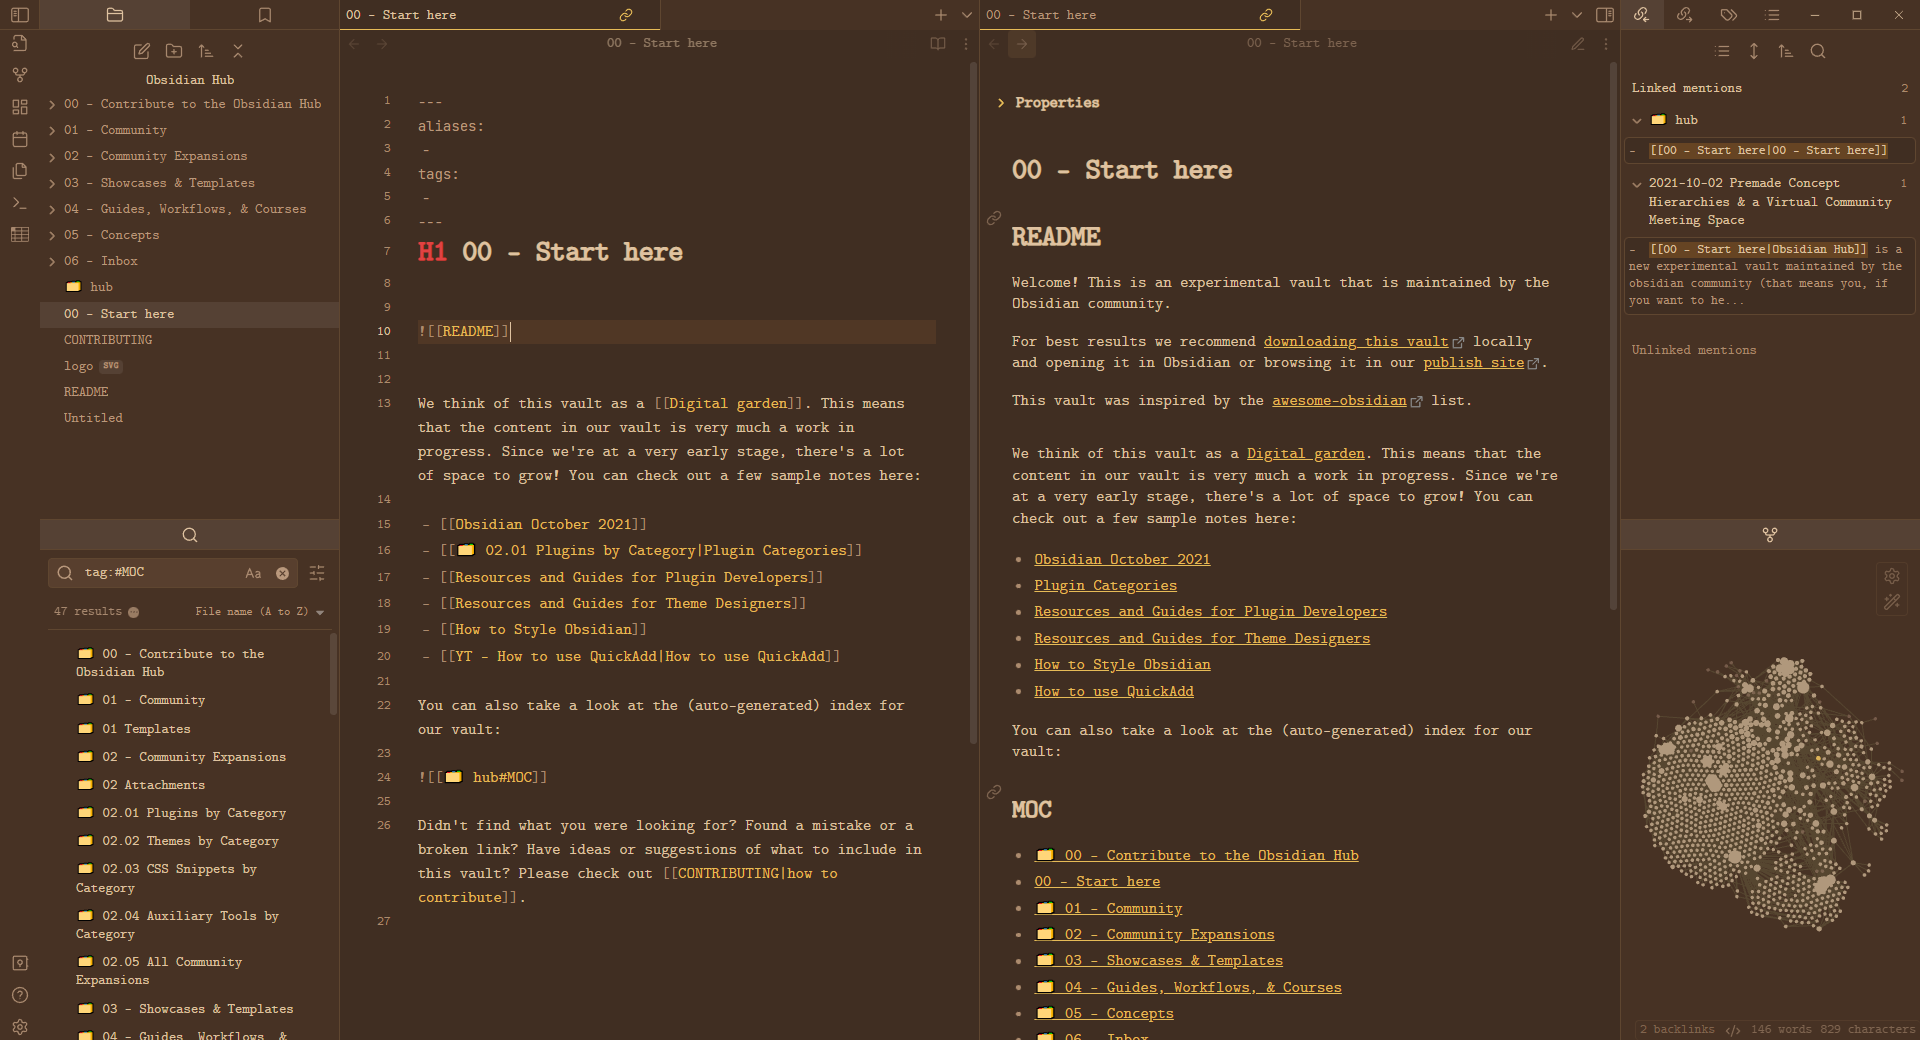 00 - Start here
00 - Start here
Obsidian Hub
00 - Contribute to the Obsidian Hub
01 - Community
02 - Community Expansions
03 - Showcases & Templates
04 - Guides, Workflows, & Courses
05 - Concepts
06 - Inbox
hub
00 - Start here
CONTRIBUTING
logo SVG
README
Untitled
tag:#MOC
Aa
47 results
File name (A to Z)
00 - Contribute to the
Obsidian Hub
01 - Community
01 Templates
02 - Community Expansions
02 Attachments
02.01 Plugins by Category
02.02 Themes by Category
02.03 CSS Snippets by
Category
02.04 Auxiliary Tools by
Category
02.05 All Community
Expansions
03 - Showcases & Templates
04 - Guides, Workflows, &
00 - Start here
1 ---
2 aliases:
3 -
4 tags:
5 -
6 ---
7 H1 00 - Start here
8
9
10 ![[README]]
11
12
13 We think of this vault as a [[Digital garden]]. This means
that the content in our vault is very much a work in
progress. Since we're at a very early stage, there's a lot
of space to grow! You can check out a few sample notes here:
14
15 - [[Obsidian October 2021]]
16 - [[🗂️ 02.01 Plugins by Category|Plugin Categories]]
17 - [[Resources and Guides for Plugin Developers]]
18 - [[Resources and Guides for Theme Designers]]
19 - [[How to Style Obsidian]]
20 - [[YT - How to use QuickAdd|How to use QuickAdd]]
21
22 You can also take a look at the (auto-generated) index for
our vault:
23
24 ![[🗂️ hub#MOC]]
25
26 Didn't find what you were looking for? Found a mistake or a
broken link? Have ideas or suggestions of what to include in
this vault? Please check out [[CONTRIBUTING|how to
contribute]].
27
00 - Start here
Properties
00 - Start here
README
Welcome! This is an experimental vault that is maintained by the
Obsidian community.
For best results we recommend downloading this vault locally
and opening it in Obsidian or browsing it in our publish site.
This vault was inspired by the awesome-obsidian list.
We think of this vault as a Digital garden. This means that the
content in our vault is very much a work in progress. Since we're
at a very early stage, there's a lot of space to grow! You can
check out a few sample notes here:
Obsidian October 2021
Plugin Categories
Resources and Guides for Plugin Developers
Resources and Guides for Theme Designers
How to Style Obsidian
How to use QuickAdd
You can also take a look at the (auto-generated) index for our
vault:
MOC
00 - Contribute to the Obsidian Hub
00 - Start here
01 - Community
02 - Community Expansions
03 - Showcases & Templates
04 - Guides, Workflows, & Courses
05 - Concepts
06 - Inbox
Linked mentions 2
hub 1
- [[00 - Start here|00 - Start here]]
2021-10-02 Premade Concept 1
Hierarchies & a Virtual Community
Meeting Space
- [[00 - Start here|Obsidian Hub]] is a
new experimental vault maintained by the
obsidian community (that means you, if
you want to he...
Unlinked mentions
2 backlinks </> 146 words 829 characters